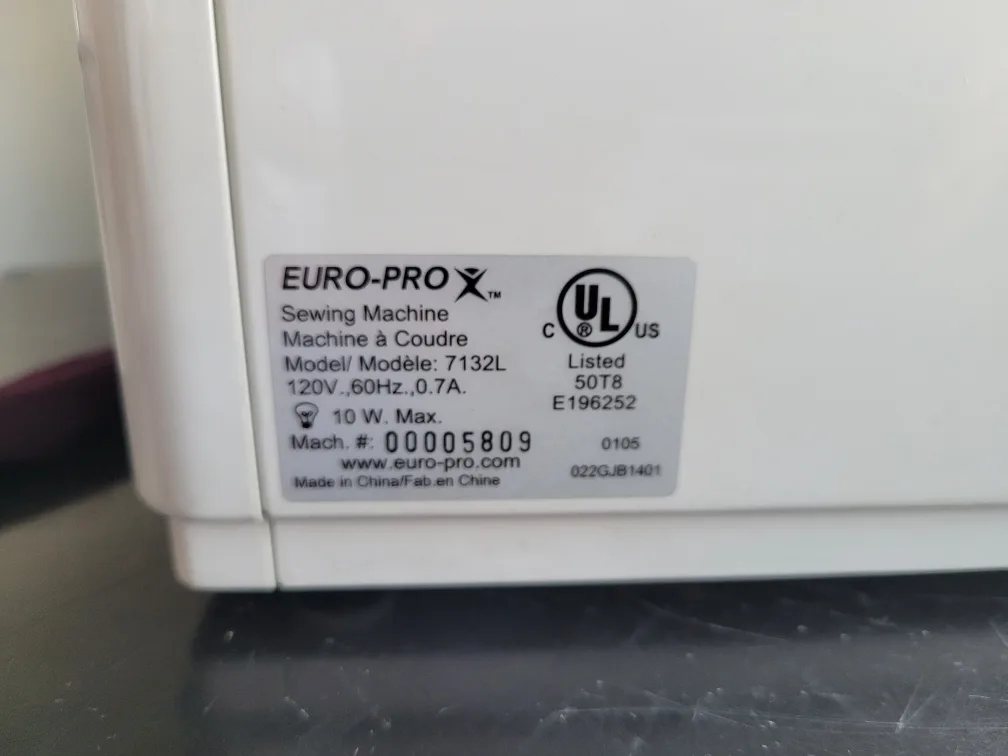 EURO-PRO X™
Sewing Machine
Machine à Coudre
Model/ Modèle: 7132L
120V.,60Hz.,0.7A.
10 W. Max.
Mach. #: 00005809
www.euro-pro.com
Made in China/Fab.en Chine
C UL ® US
Listed
50T8
E196252
0105
022GJB1401